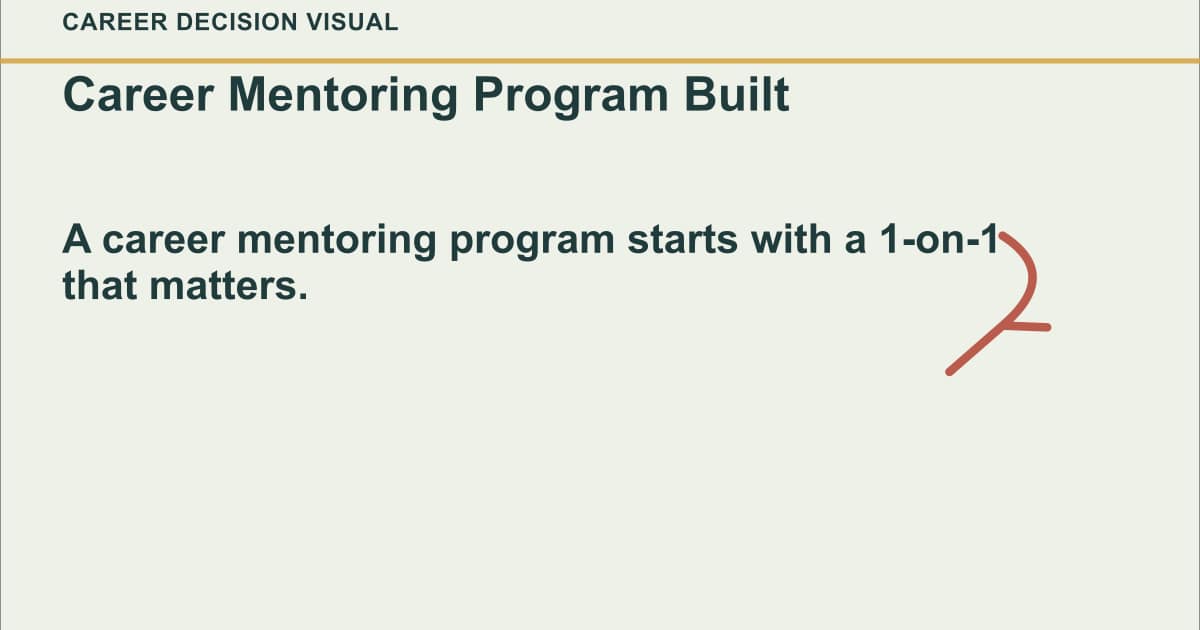 CAREER DECISION VISUAL
Career Mentoring Program Built
A career mentoring program starts with a 1-on-1
that matters.